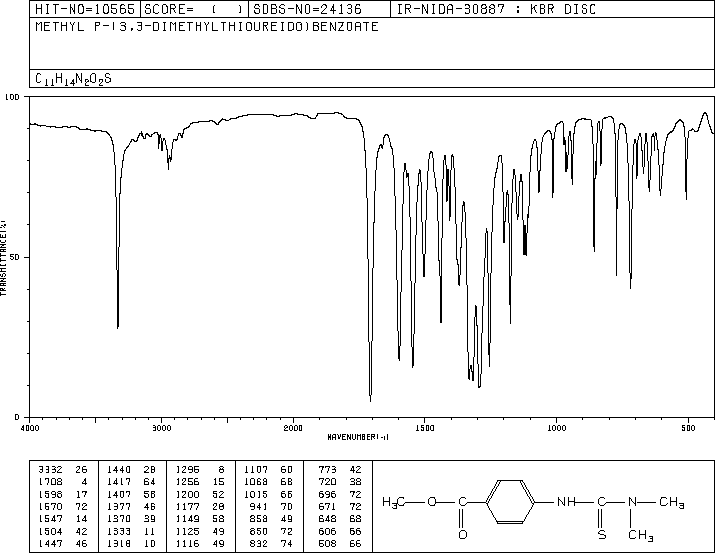 HIT-NO=10565 SCORE= ( ) SDBS-NO=24136 IR-NIDA-30887 : KBR DISC
METHYL P-(3,3-DIMETHYLTHIOUREIDO)BENZOATE
C11H14N2O2S
100
50
0
TRANSMITTANCE(%)
4000 3000 2000 1500 1000 500
WAVENUMBER(-1)
3332 26 1440 28 1295 8 1107 60 773 42
1708 4 1417 64 1256 15 1068 68 720 38
1598 17 1407 58 1200 52 1015 66 696 72
1570 72 1377 46 1177 28 941 70 671 72
1547 14 1370 39 1149 58 858 49 648 68
1504 42 1333 11 1125 49 850 72 606 66
1447 46 1318 10 1116 49 832 74 508 66
H3C O O NH S N CH3 CH3